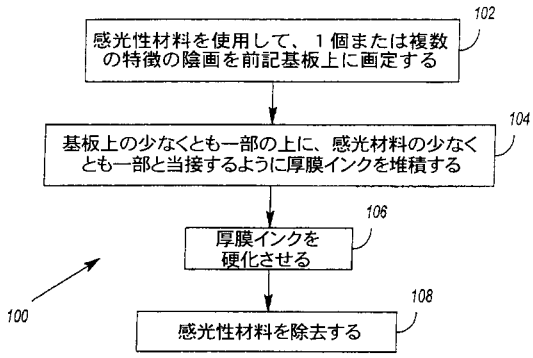 102
感光性材料を使用して、1個または複数
の特徴の陰画を前記基板上に画定する
104
基板上の少なくとも一部の上に、感光材料の少なく
とも一部と当接するように厚膜インクを堆積する
106
厚膜インクを
硬化させる
100
108
感光性材料を除去する